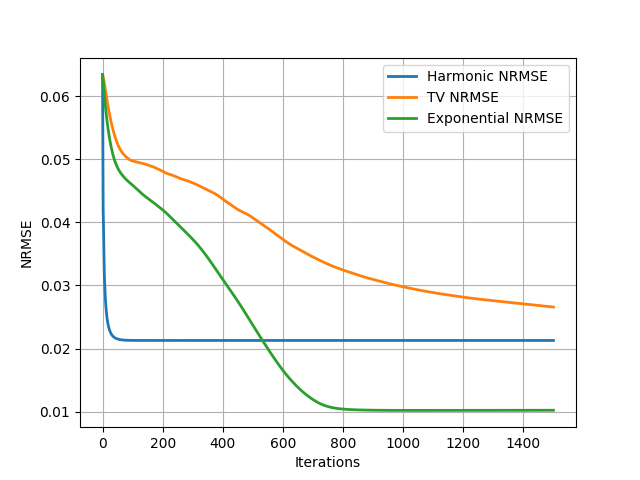 Harmonic NRMSE
TV NRMSE
Exponential NRMSE
0.06
0.05
0.04
0.03
0.02
0.01
NRMSE
0 200 400 600 800 1000 1200 1400
Iterations